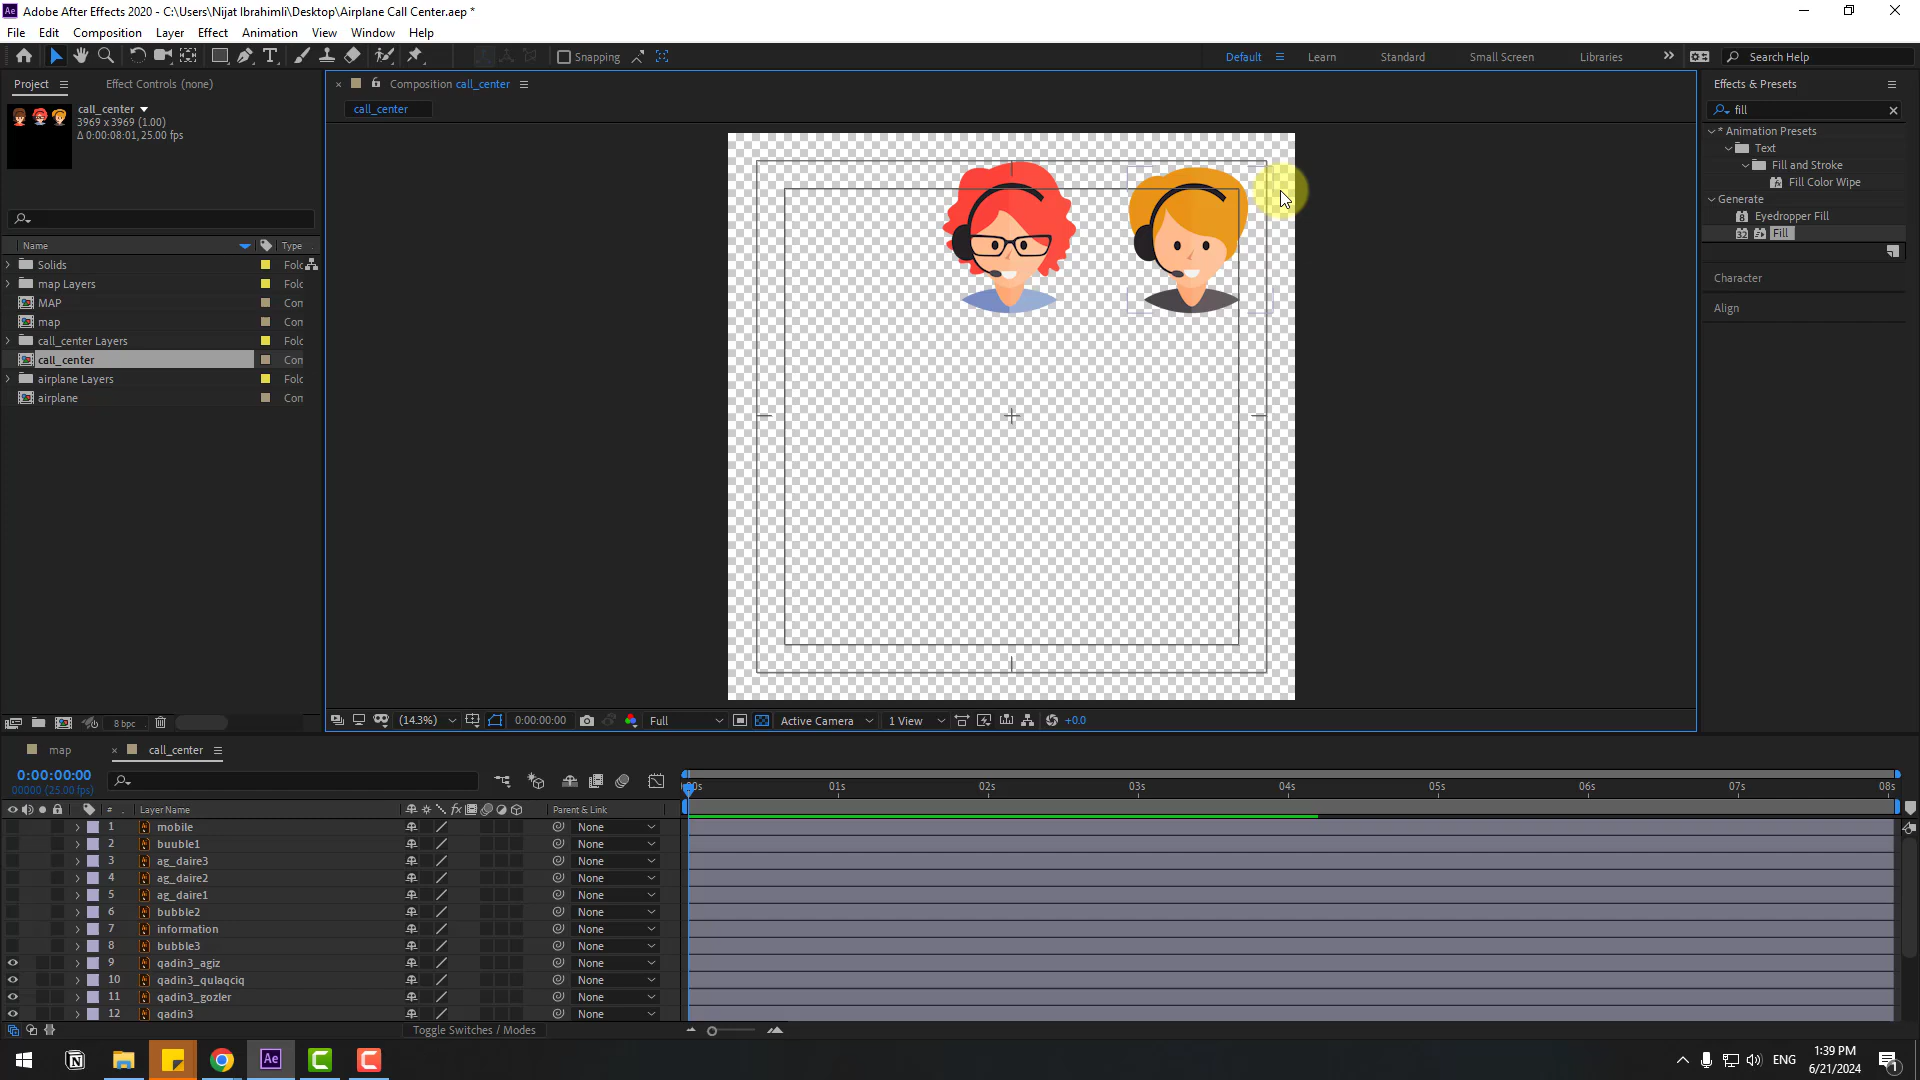 Adobe After Effects 2020 - C:\Users\Nijat Ibrahimli\Desktop\Airplane Call Center.aep *
File Edit Composition Layer Effect Animation View Window Help
Snapping
Default Learn Standard Small Screen Libraries Search Help
Project Effect Controls (none)
Composition call_center
Effects & Presets
call_center
3969 x 3969 (1.00)
Δ 0:00:08:01, 25.00 fps
call_center
fill
* Animation Presets
Text
Fill and Stroke
Fill Color Wipe
Generate
Eyedropper Fill
Fill
Character
Align
Name Type
Solids Folc
map Layers Folc
MAP Con
map Con
call_center Layers Folc
call_center Con
airplane Layers Folc
airplane Con
8 bpc
(14.3%) 0:00:00:00 Full Active Camera 1 View +0.0
map call_center
0:00:00:00
00000 (25.00 fps)
00s 01s 02s 03s 04s 05s 06s 07s 08s
# Layer Name Parent & Link
1 mobile None
2 buuble1 None
3 ag_daire3 None
4 ag_daire2 None
5 ag_daire1 None
6 bubble2 None
7 information None
8 bubble3 None
9 qadin3_agiz None
10 qadin3_qulaqciq None
11 qadin3_gozler None
12 qadin3 None
Toggle Switches / Modes
ENG
1:39 PM
6/21/2024
1